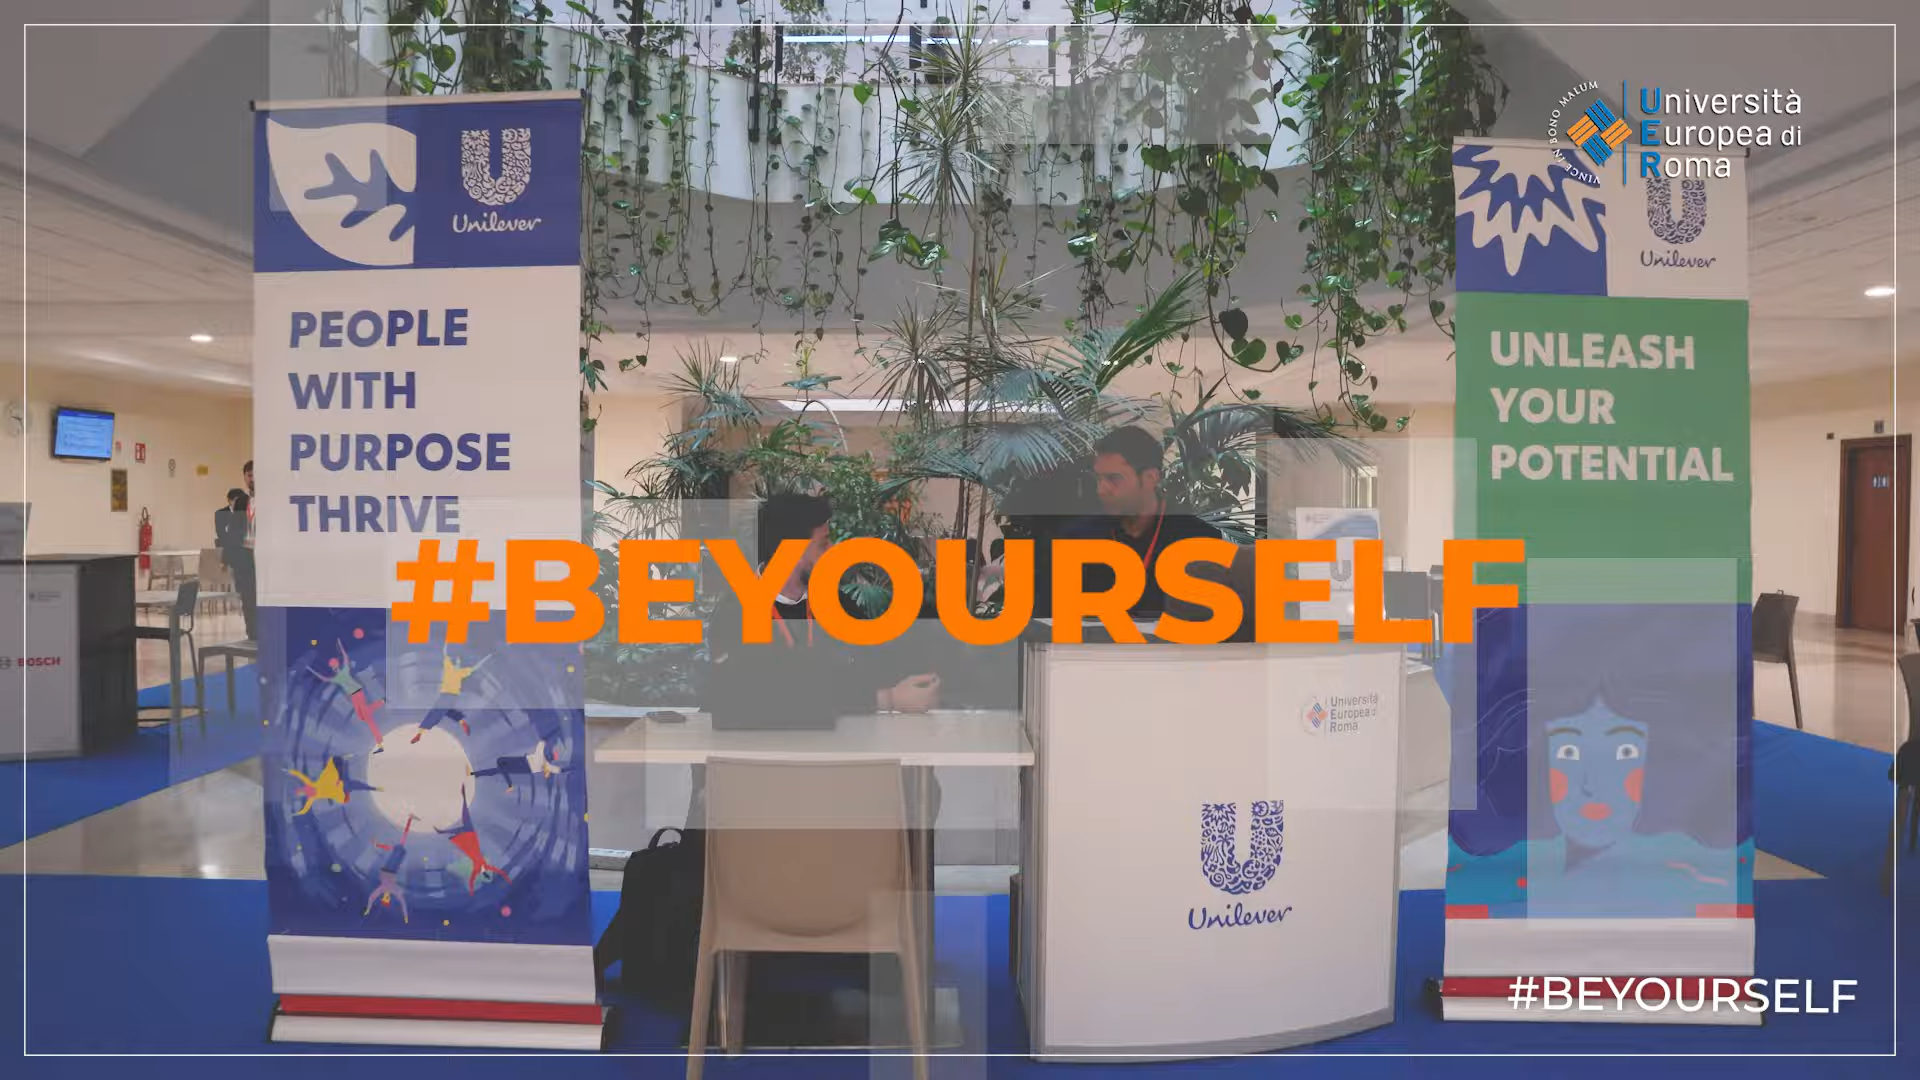 VINCE IN BONO MALUM
Università
Europea di
Roma
Unilever
PEOPLE
WITH
PURPOSE
THRIVE
Unilever
UNLEASH
YOUR
POTENTIAL
#BEYOURSELF
BOSCH
Università
Europea di
Roma
Unilever
#BEYOURSELF